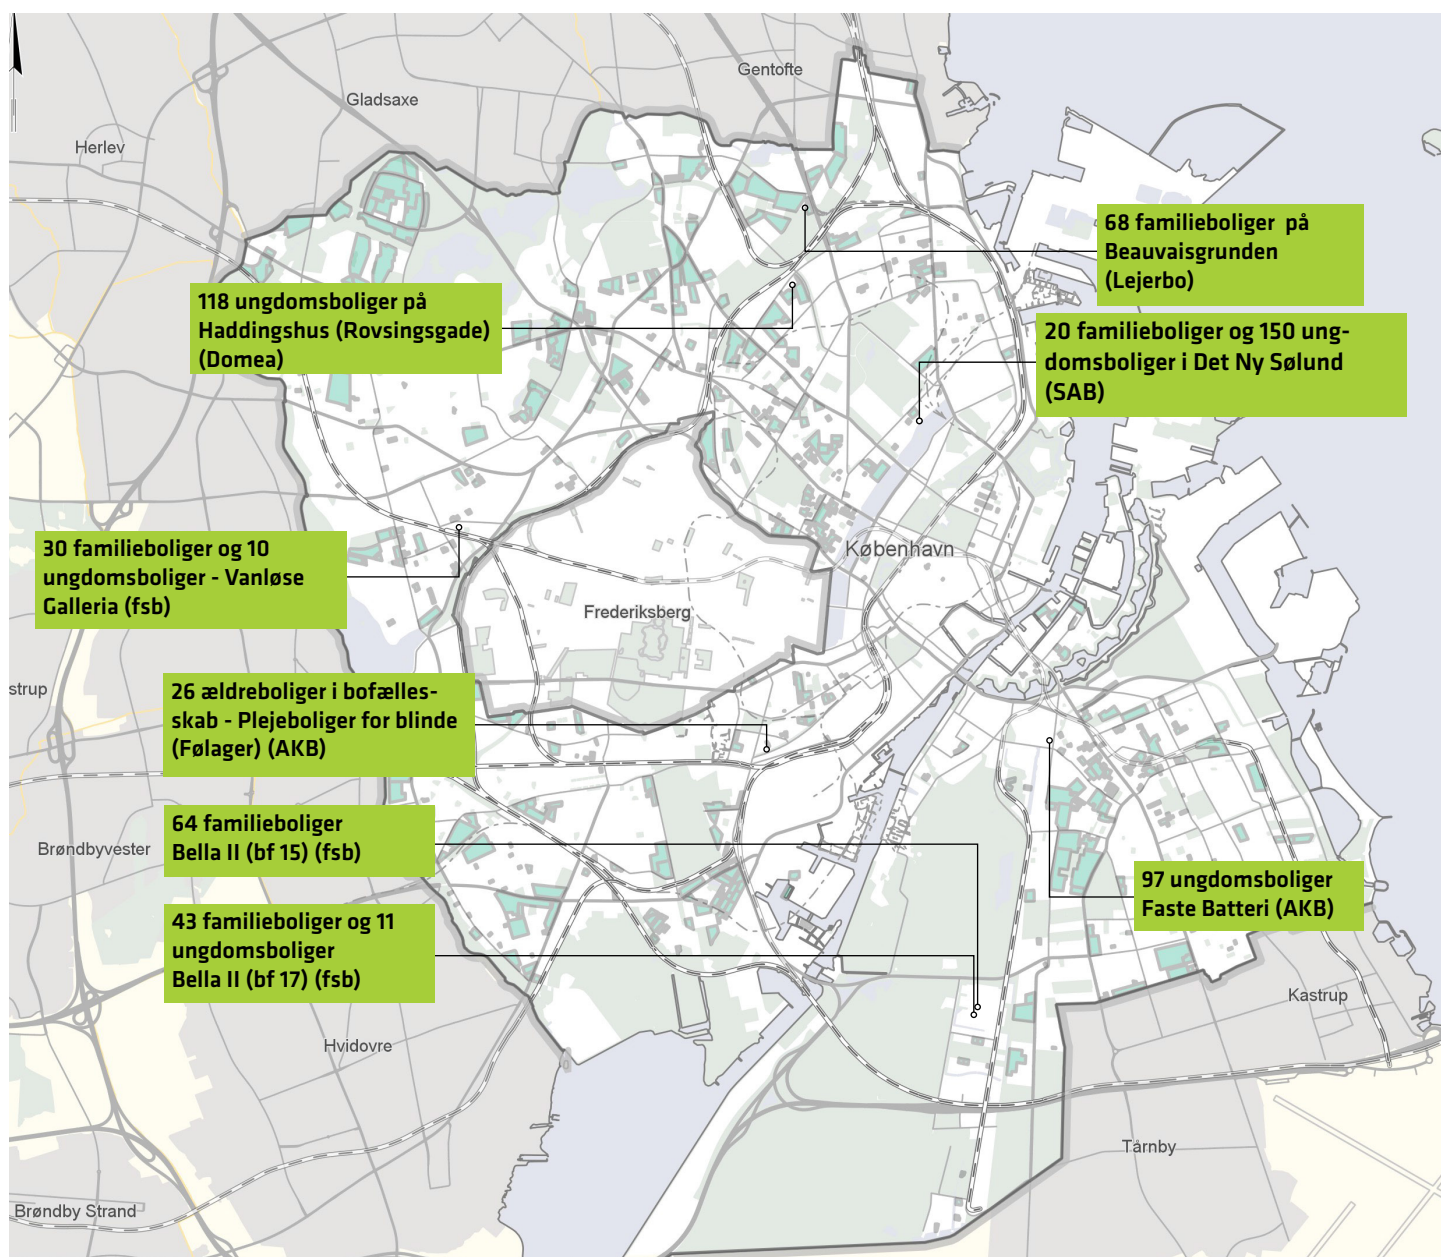 Gentofte
Gladsaxe
Herlev
68 familieboliger på
Beauvaisgrunden
(Lejerbo)
118 ungdomsboliger på
Haddingshus (Rovsingsgade)
(Domea)
20 familieboliger og 150 ung-
domsboliger i Det Ny Sølund
(SAB)
30 familieboliger og 10
ungdomsboliger - Vanløse
Galleria (fsb)
København
Frederiksberg
strup
26 ældreboliger i bofælles-
skab - Plejeboliger for blinde
(Følager) (AKB)
64 familieboliger
Bella II (bf 15) (fsb)
Brøndbyvester
97 ungdomsboliger
Faste Batteri (AKB)
43 familieboliger og 11
ungdomsboliger
Bella II (bf 17) (fsb)
Kastrup
Hvidovre
Tårnby
Brøndby Strand